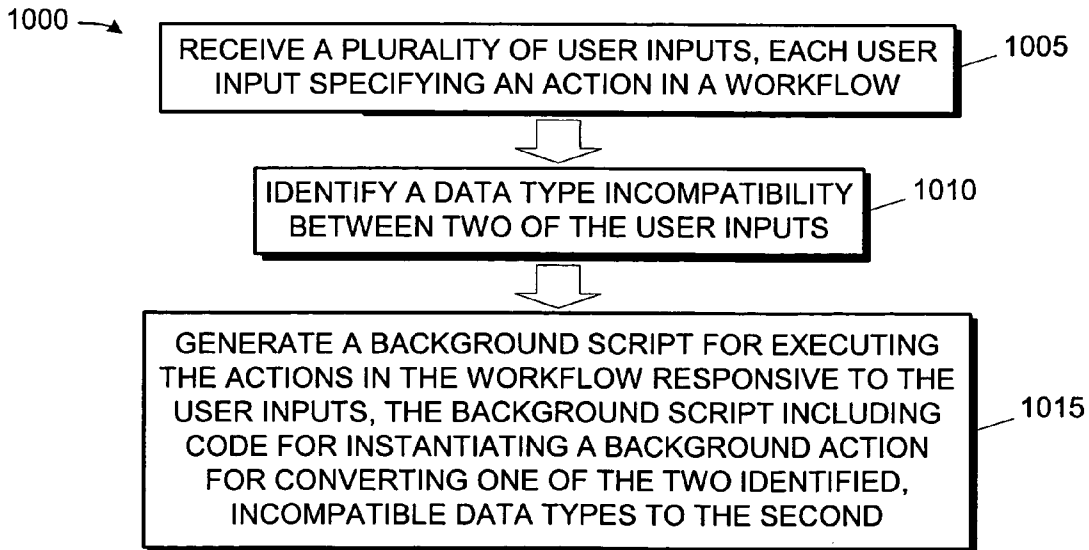 1000
RECEIVE A PLURALITY OF USER INPUTS, EACH USER
INPUT SPECIFYING AN ACTION IN A WORKFLOW
1005
IDENTIFY A DATA TYPE INCOMPATIBILITY
BETWEEN TWO OF THE USER INPUTS
1010
GENERATE A BACKGROUND SCRIPT FOR EXECUTING
THE ACTIONS IN THE WORKFLOW RESPONSIVE TO THE
USER INPUTS, THE BACKGROUND SCRIPT INCLUDING
CODE FOR INSTANTIATING A BACKGROUND ACTION
FOR CONVERTING ONE OF THE TWO IDENTIFIED,
INCOMPATIBLE DATA TYPES TO THE SECOND
1015